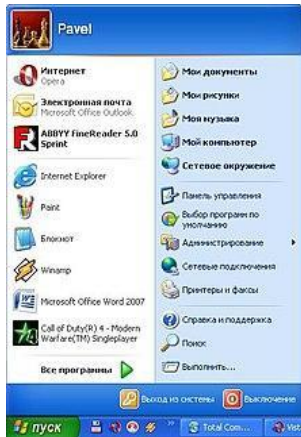 Pavel
Интернет
Opera
Электронная почта
Microsoft Office Outlook
ABBYY FineReader 5.0
Sprint
Internet Explorer
Paint
Блокнот
Winamp
Microsoft Office Word 2007
Call of Duty(R) 4 - Modern
Warfare(TM) Singleplayer
Все программы
Мои документы
Мои рисунки
Моя музыка
Мой компьютер
Сетевое окружение
Панель управления
Выбор программ по
умолчанию
Администрирование
Сетевые подключения
Принтеры и факсы
Справка и поддержка
Поиск
Выполнить...
Выход из системы
Выключение
пуск
Total Com...
Vist